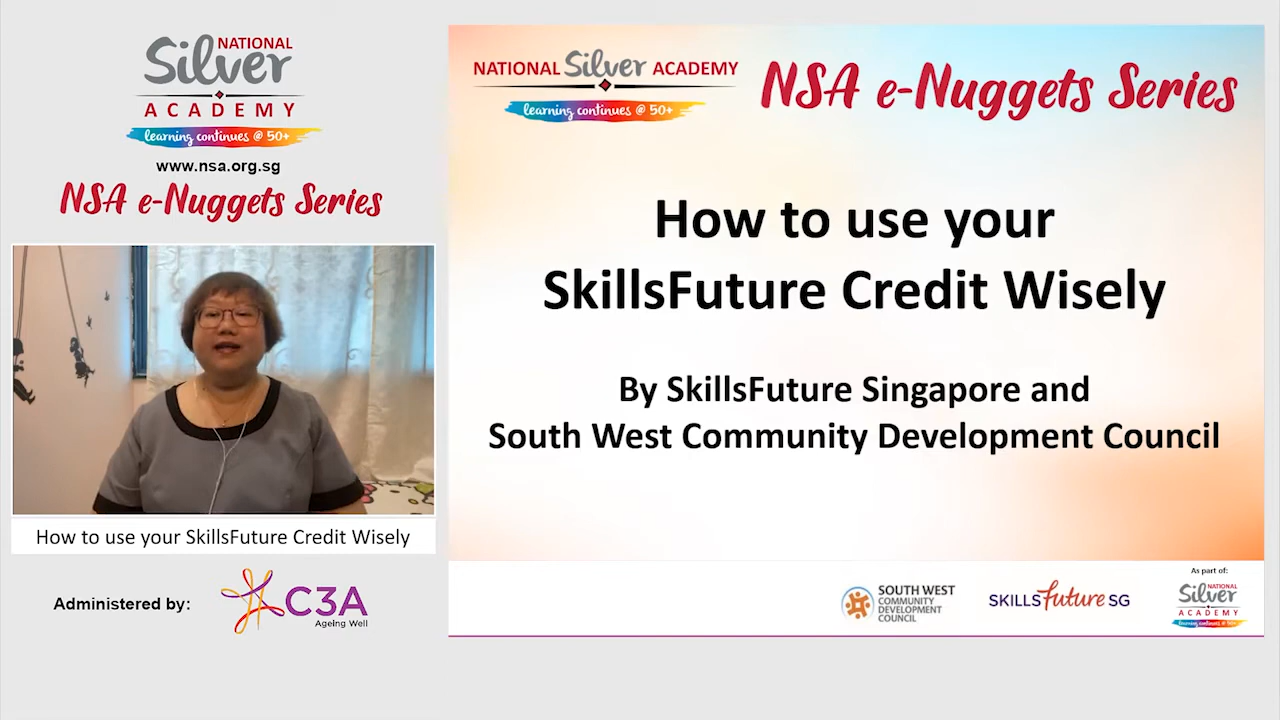 NATIONAL
Silver
ACADEMY
learning continues @ 50+
www.nsa.org.sg
NSA e-Nuggets Series
How to use your SkillsFuture Credit Wisely
Administered by:
C3A
Ageing Well
NATIONAL Silver ACADEMY
learning continues @ 50+
NSA e-Nuggets Series
How to use your
SkillsFuture Credit Wisely
By SkillsFuture Singapore and
South West Community Development Council
SOUTH WEST
COMMUNITY
DEVELOPMENT
COUNCIL
SKILLSfuture SG
As part of:
NATIONAL
Silver
ACADEMY
learning continues @ 50+